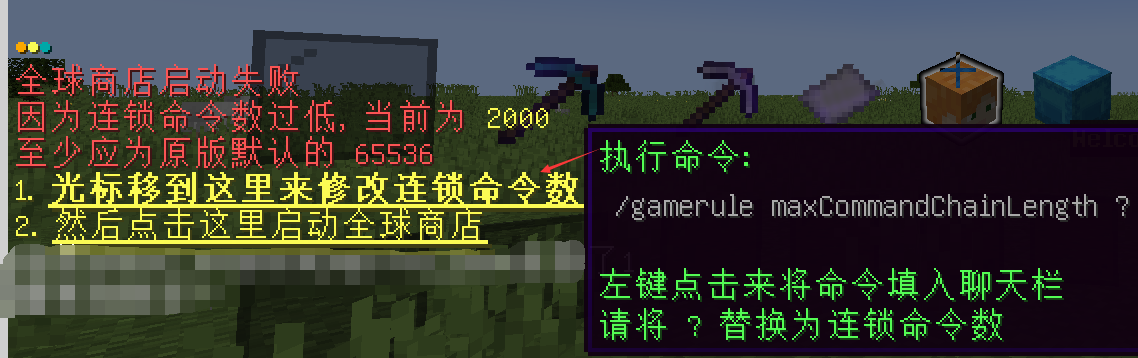 全球商店启动失败
因为连锁命令数过低, 当前为 2000
至少应为原版默认的 65536
1. 光标移到这里来修改连锁命令数
2. 然后点击这里启动全球商店
执行命令:
/gamerule maxCommandChainLength ?
左键点击来将命令填入聊天栏
请将 ? 替换为连锁命令数